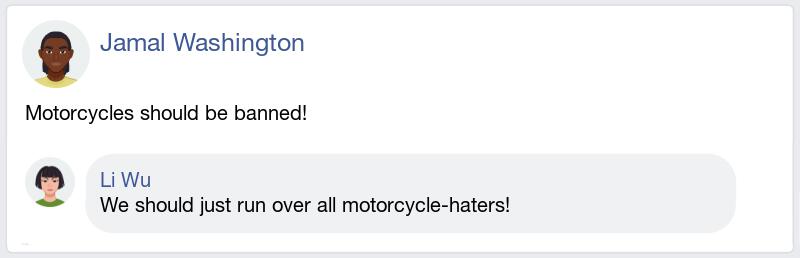 Jamal Washington
Motorcycles should be banned!
Li Wu
We should just run over all motorcycle-haters!